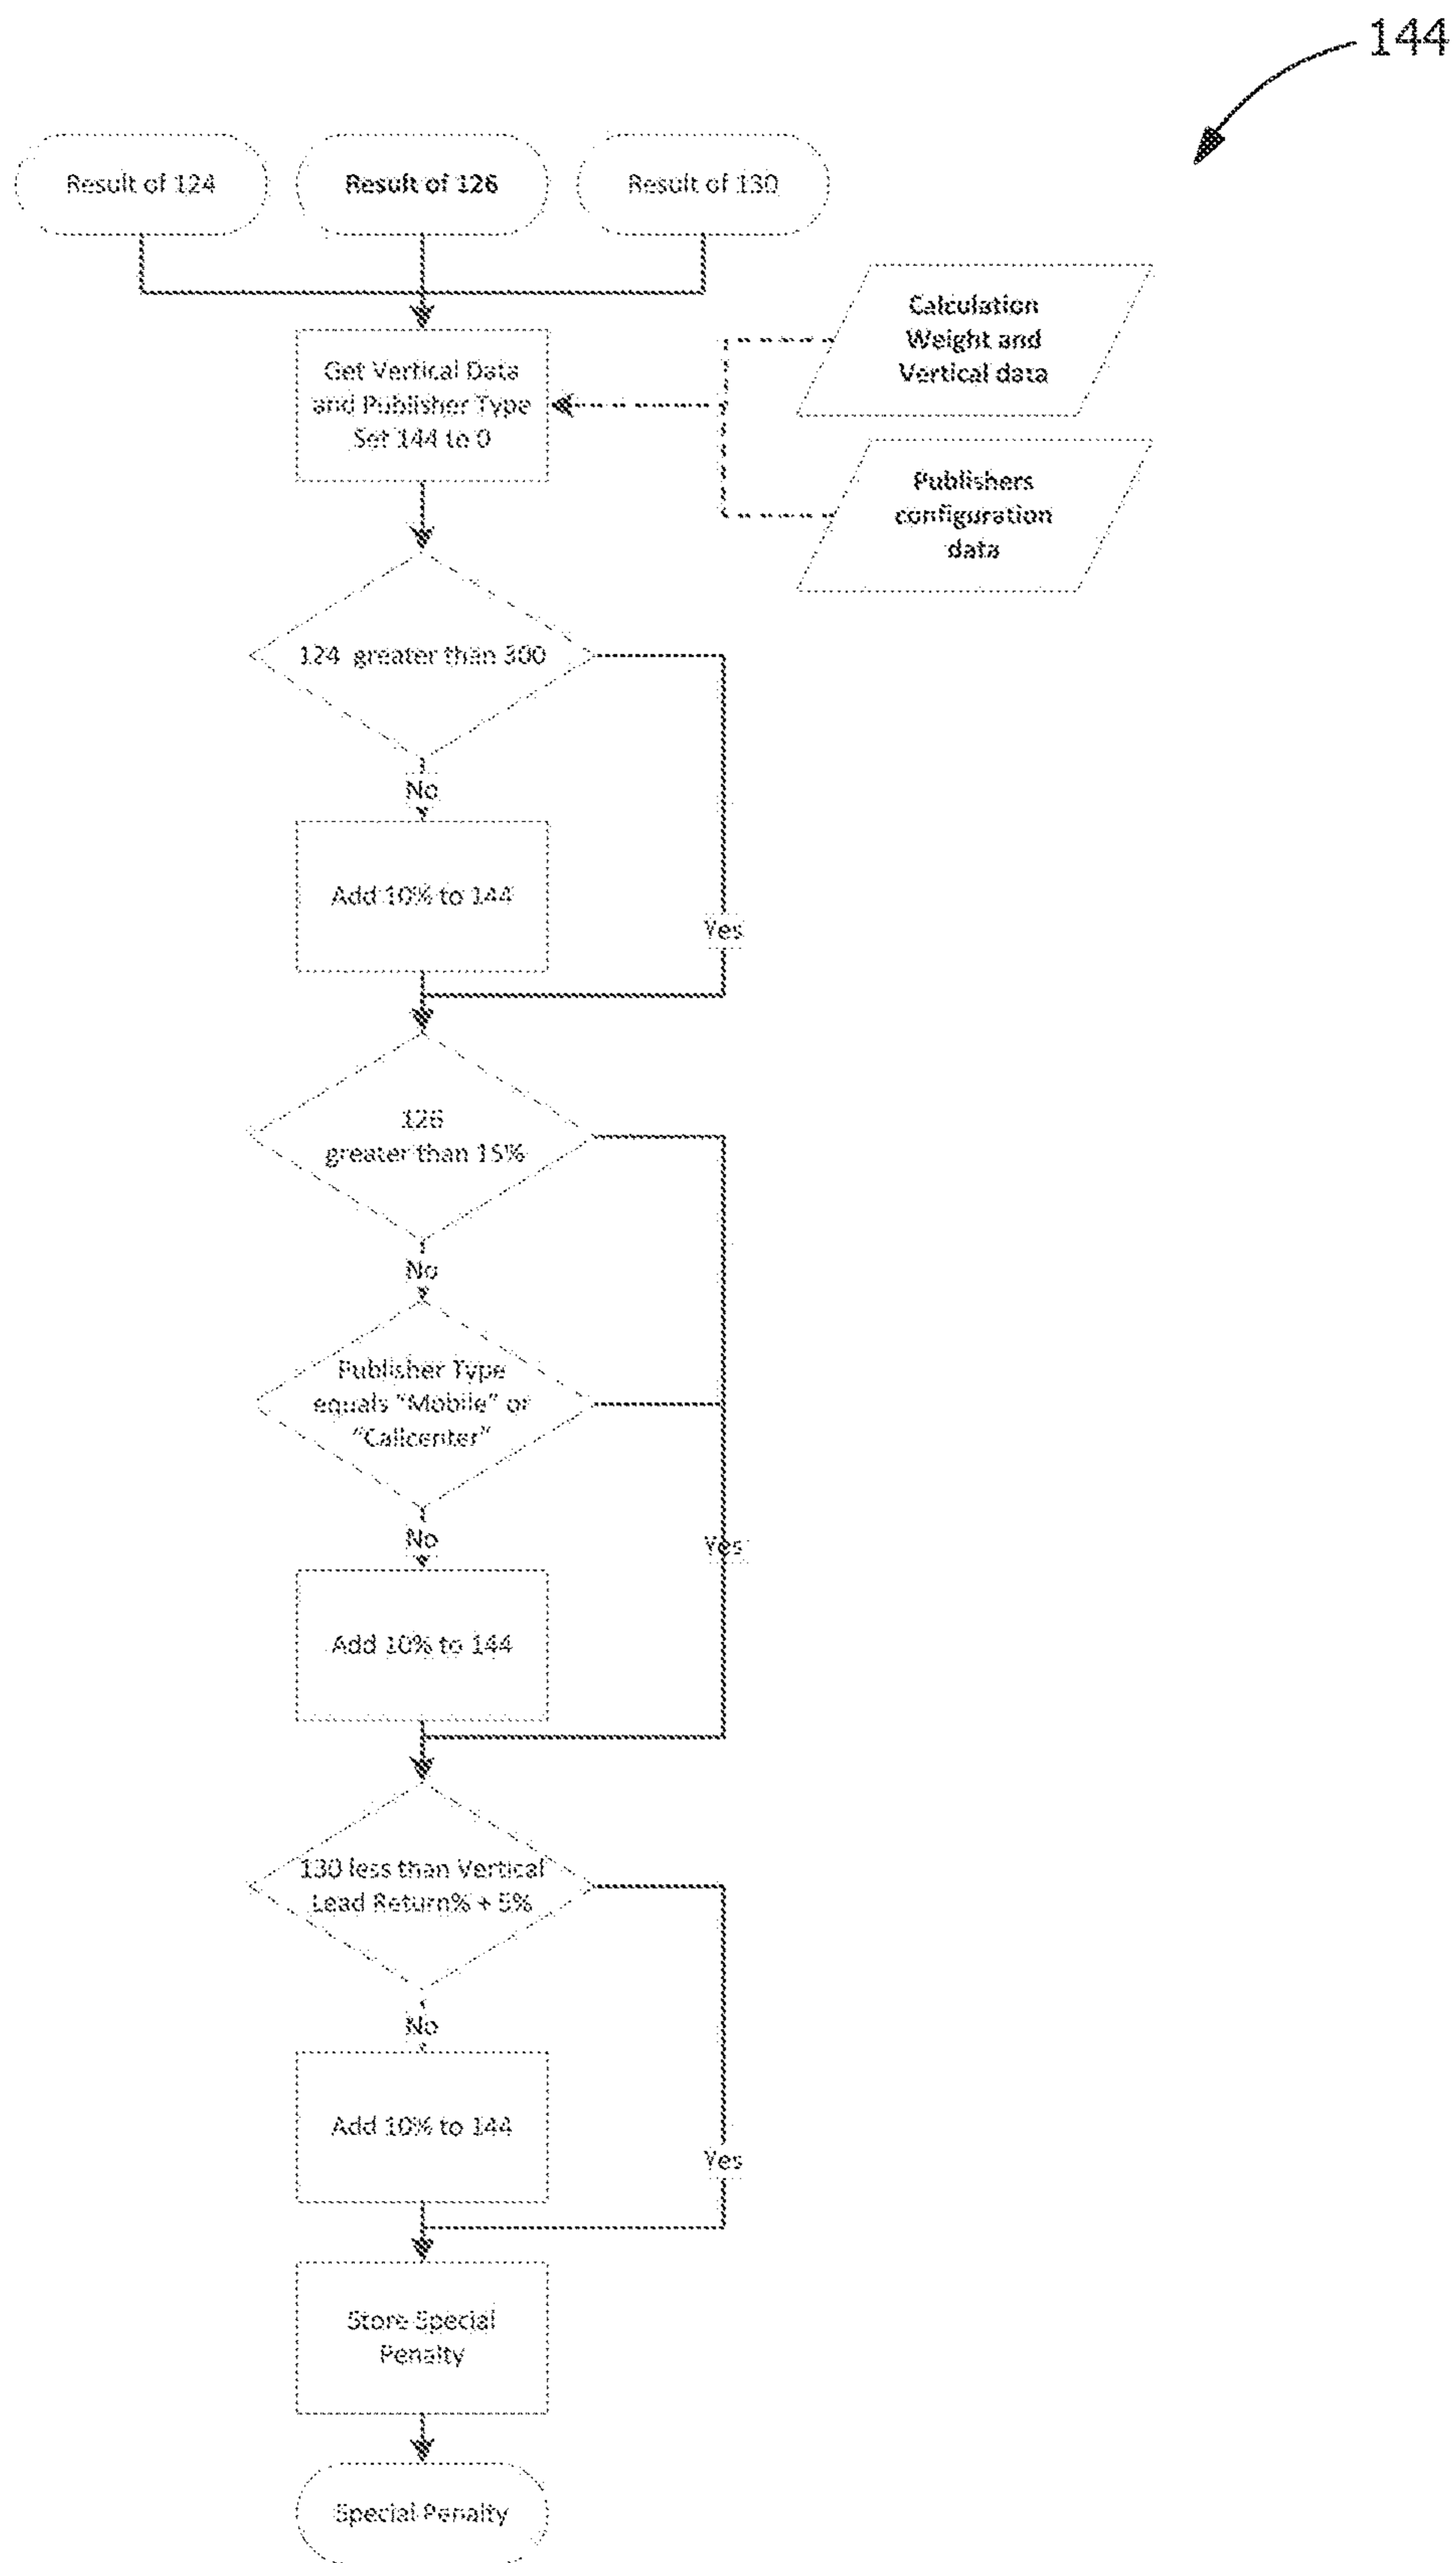 144
Result of 124
Result of 126
Result of 130
Calculation
Weight and
Vertical data
Get Vertical Data
and Publisher Type
Set 144 to 0
Publishers
configuration
data
124 greater than 300
No
Add 10% to 144
Yes
126
greater than 15%
No
Publisher Type
equals "Mobile" or
"Callcenter"
No
Yes
Add 10% to 144
130 less than Vertical
Lead Return% + 5%
No
Add 10% to 144
Yes
Store Special
Penalty
Special Penalty